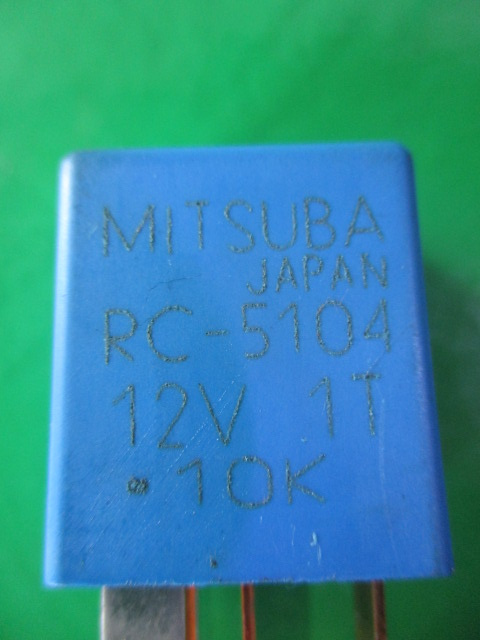 MITSUBA
JAPAN
RC-5104
12V 1T
• 10K